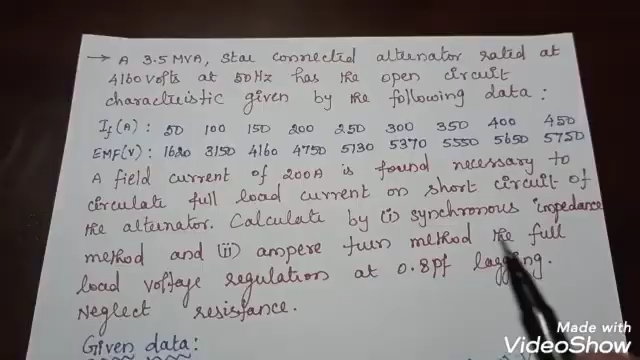 → A 3.5 MVA, star connected alternator rated at
4160 volts at 50Hz has the open circuit
characteristic given by the following data:
If(A) : 50 100 150 200 250 300 350 400 450
EMF(V) : 1620 3150 4160 4750 5130 5370 5550 5650 5750
A field current of 200A is found necessary to
circulate full load current on short circuit of
the alternator. Calculate by (i) synchronous impedance
method and (ii) ampere turn method the full
load voltage regulation at 0.8pf lagging.
Neglect resistance.
Given data:
Made with
VideoShow